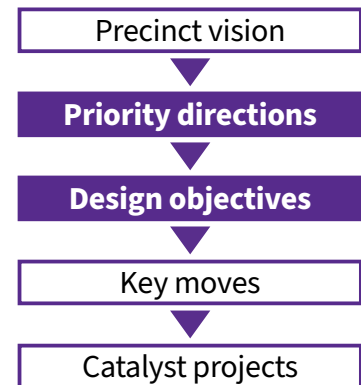 Precinct vision
Priority directions
Design objectives
Key moves
Catalyst projects